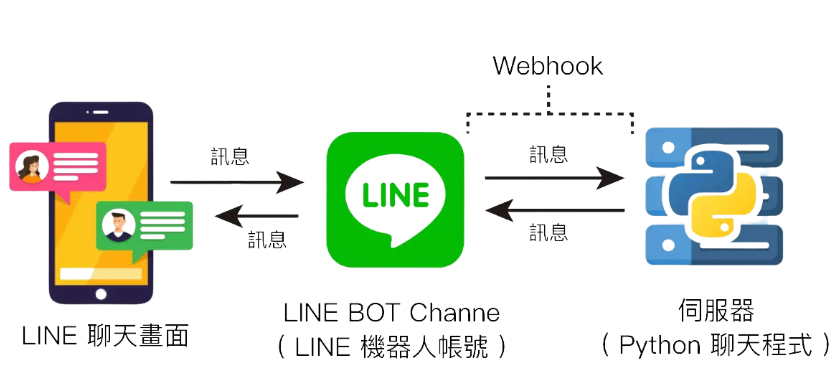 Webhook
訊息
訊息
LINE
訊息
訊息
LINE 聊天畫面
LINE BOT Channe
( LINE 機器人帳號 )
伺服器
( Python 聊天程式 )